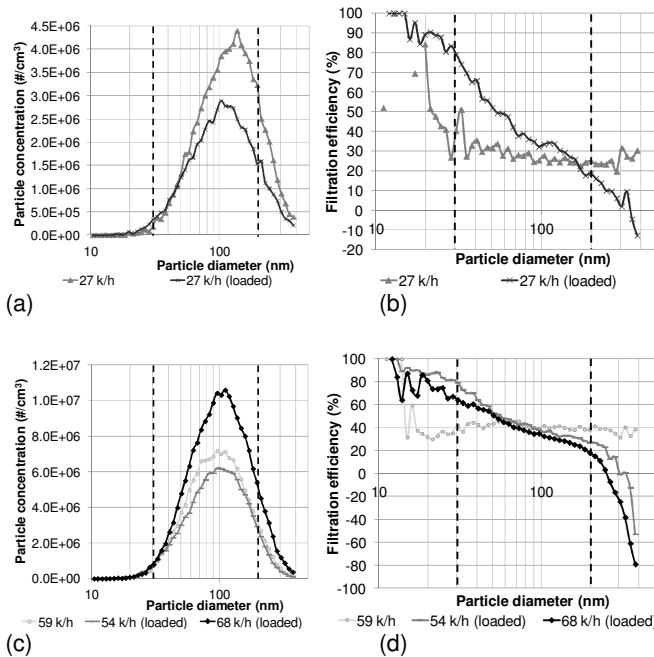 Particle concentration (#/cm³)
4.5E+06
4.0E+06
3.5E+06
3.0E+06
2.5E+06
2.0E+06
1.5E+06
1.0E+06
5.0E+05
0.0E+00
10
100
Particle diameter (nm)
27 k/h
27 k/h (loaded)
(a)
Filtration efficiency (%)
100
90
80
70
60
50
40
30
20
10
0
-10
-20
10
100
Particle diameter (nm)
27 k/h
27 k/h (loaded)
(b)
Particle concentration (#/cm³)
1.2E+07
1.0E+07
8.0E+06
6.0E+06
4.0E+06
2.0E+06
0.0E+00
10
100
Particle diameter (nm)
59 k/h
54 k/h (loaded)
68 k/h (loaded)
(c)
Filtration efficiency (%)
100
80
60
40
20
0
-20
-40
-60
-80
-100
10
100
Particle diameter (nm)
59 k/h
54 k/h (loaded)
68 k/h (loaded)
(d)